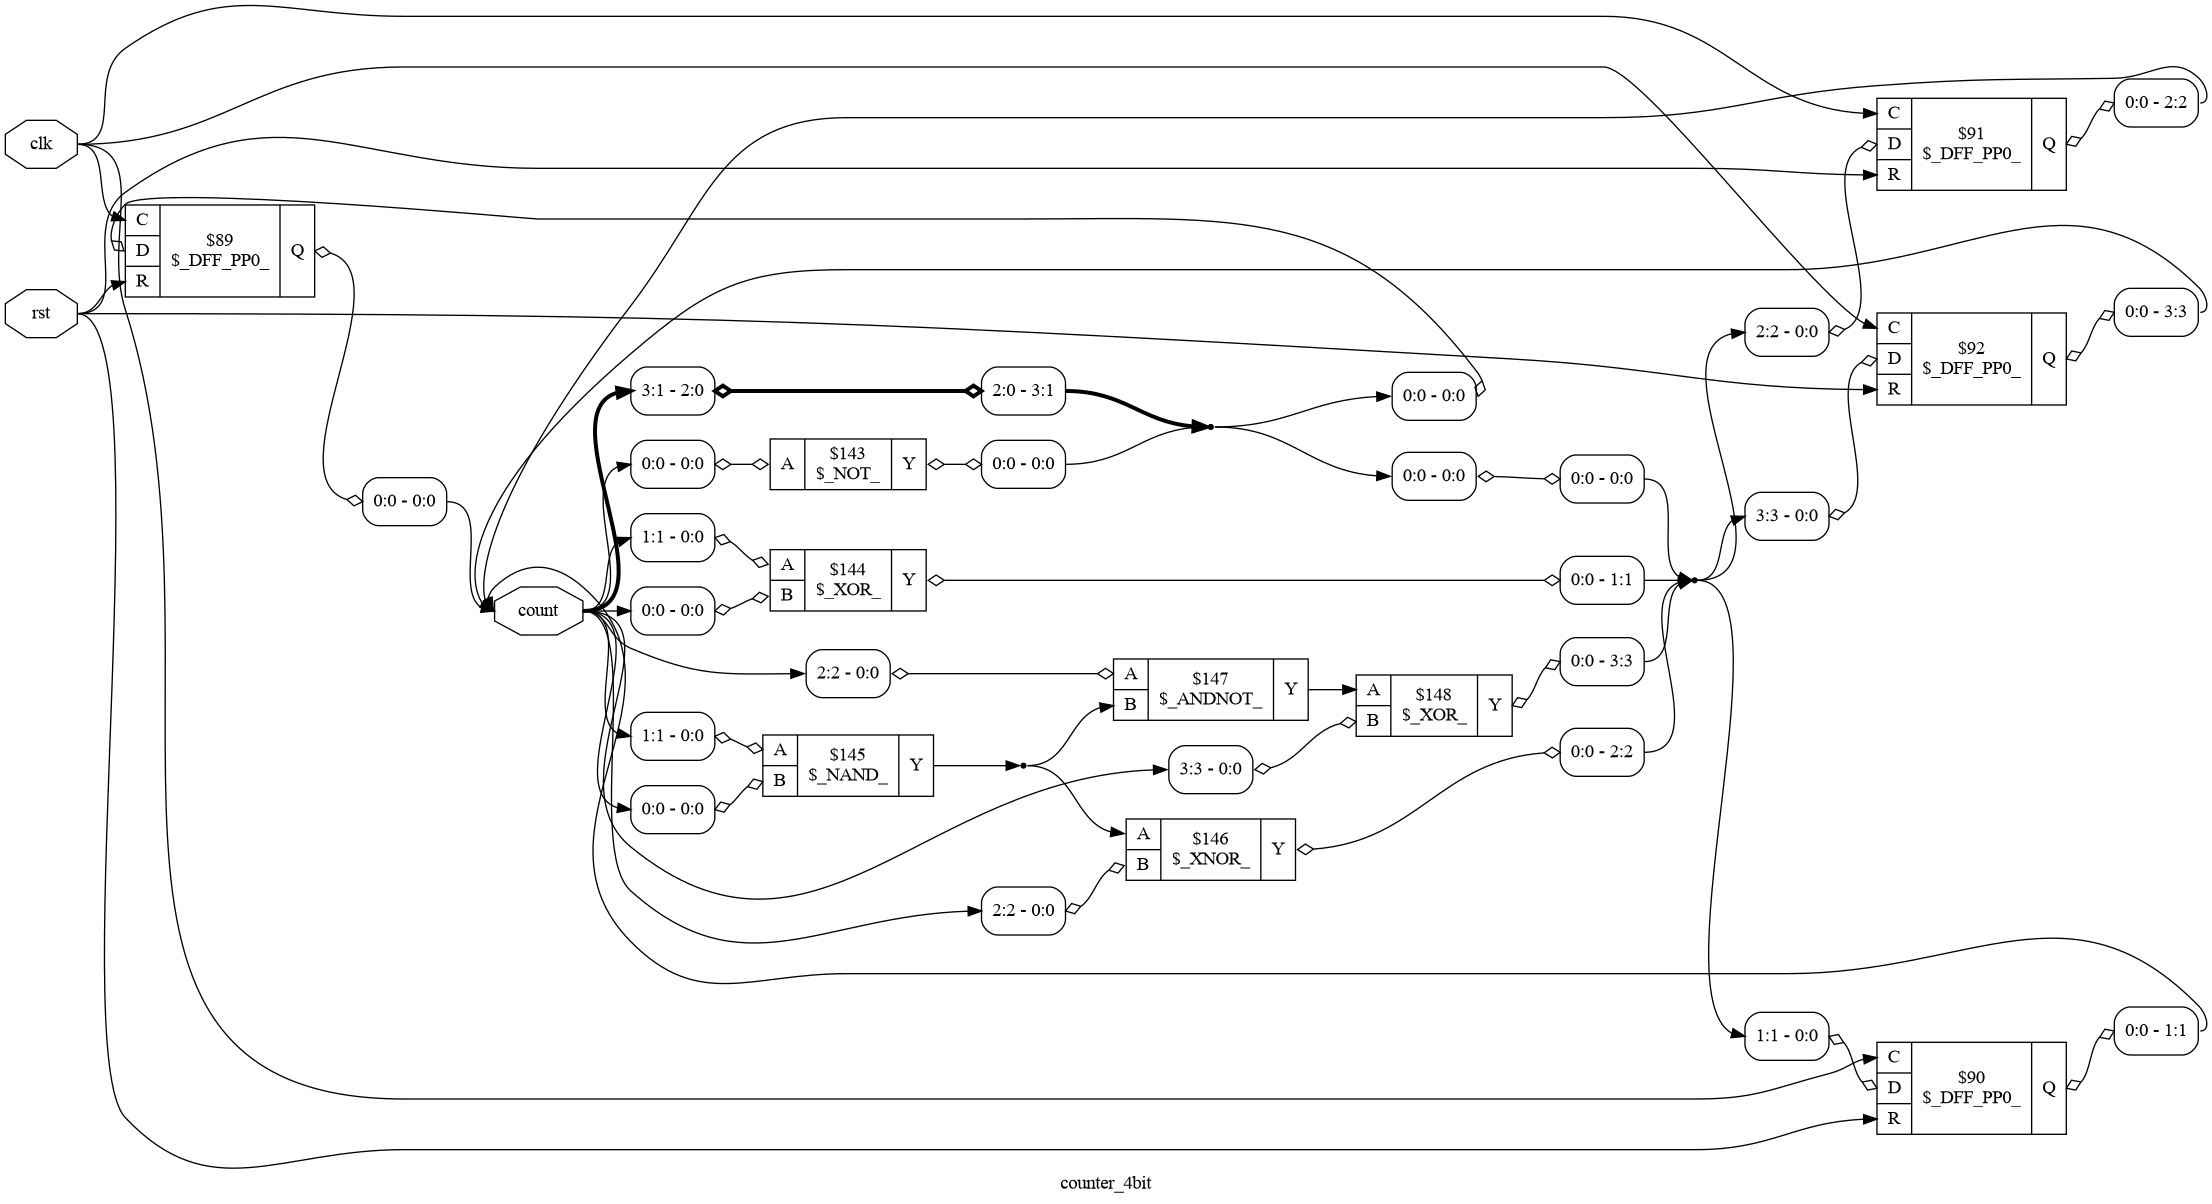 clk
rst
C
D
R
$89
$_DFF_PP0_
Q
0:0 - 0:0
count
3:1 - 2:0
2:0 - 3:1
0:0 - 0:0
A
$143
$_NOT_
Y
0:0 - 0:0
1:1 - 0:0
0:0 - 0:0
A
B
$144
$_XOR_
Y
2:2 - 0:0
1:1 - 0:0
0:0 - 0:0
A
B
$145
$_NAND_
Y
A
B
$147
$_ANDNOT_
Y
3:3 - 0:0
A
B
$148
$_XOR_
Y
2:2 - 0:0
A
B
$146
$_XNOR_
Y
0:0 - 0:0
0:0 - 0:0
0:0 - 0:0
0:0 - 1:1
0:0 - 3:3
0:0 - 2:2
2:2 - 0:0
3:3 - 0:0
1:1 - 0:0
C
D
R
$91
$_DFF_PP0_
Q
0:0 - 2:2
C
D
R
$92
$_DFF_PP0_
Q
0:0 - 3:3
C
D
R
$90
$_DFF_PP0_
Q
0:0 - 1:1
counter_4bit